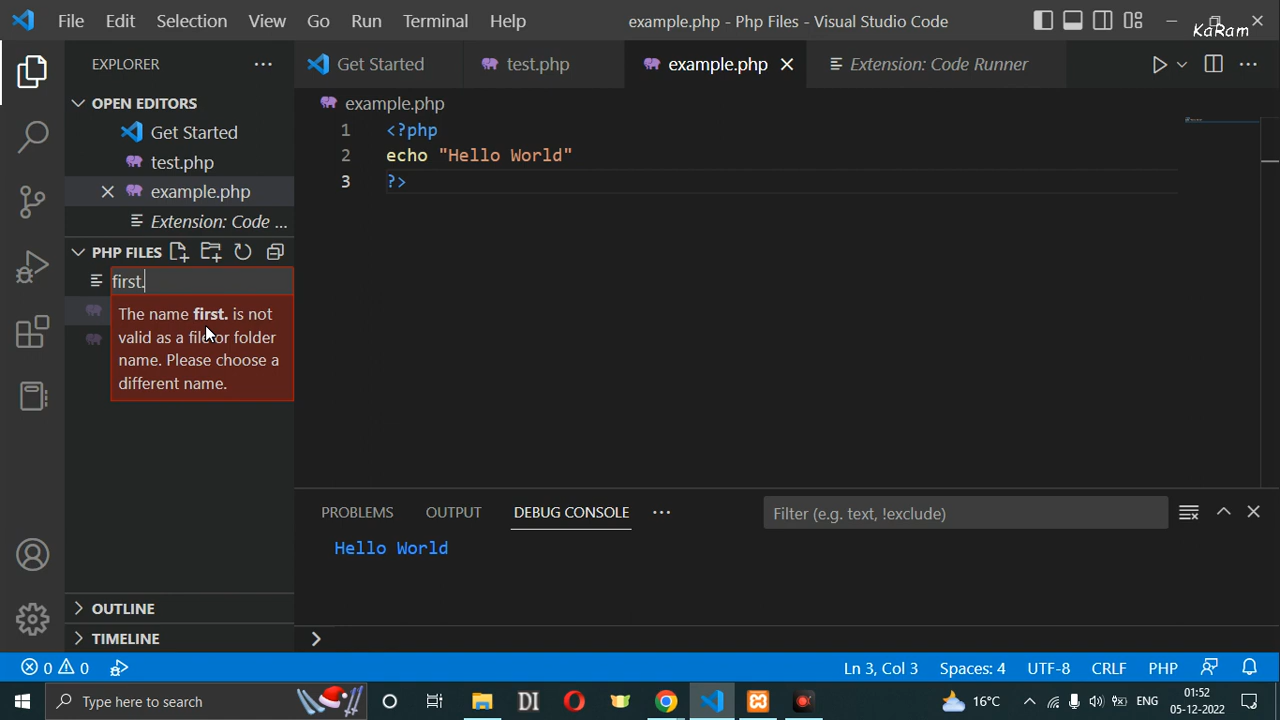 File Edit Selection View Go Run Terminal Help
example.php - Php Files - Visual Studio Code
KaRam
EXPLORER
OPEN EDITORS
Get Started
test.php
example.php
Extension: Code ...
PHP FILES
first.
The name first. is not
valid as a file or folder
name. Please choose a
different name.
OUTLINE
TIMELINE
Get Started
test.php
example.php
Extension: Code Runner
example.php
1 <?php
2 echo "Hello World"
3 ?>
PROBLEMS OUTPUT DEBUG CONSOLE
Filter (e.g. text, !exclude)
Hello World
0 0
Ln 3, Col 3 Spaces: 4 UTF-8 CRLF PHP
Type here to search
DI
16°C
ENG
01:52
05-12-2022